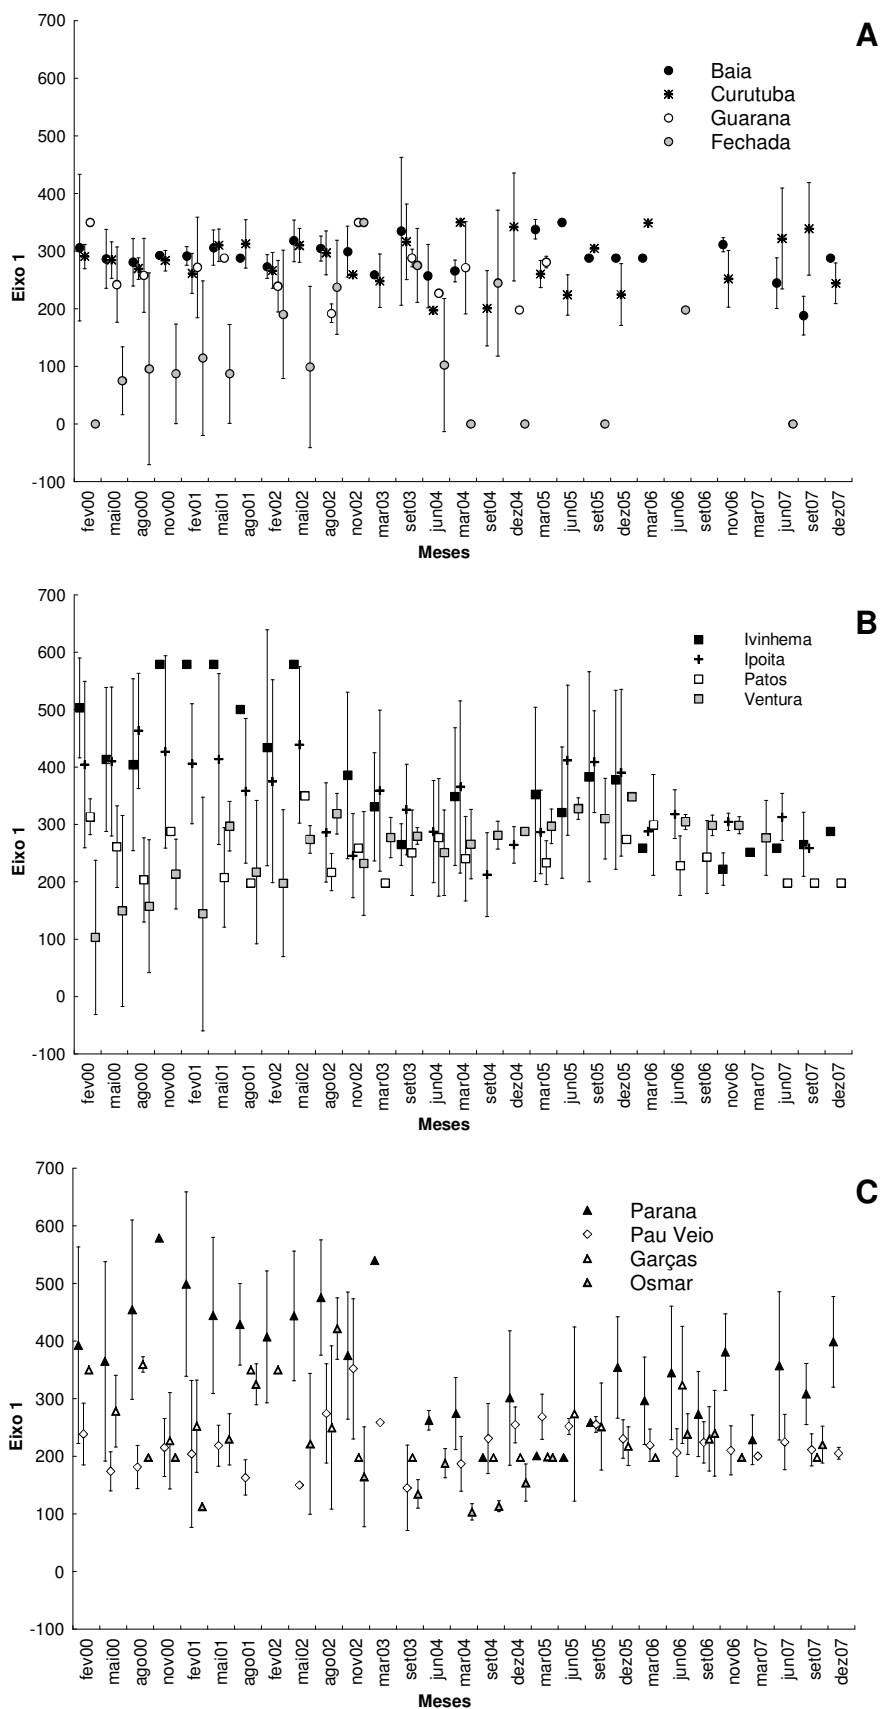 A
700
600
500
400
300
200
100
0
-100
Eixo 1
Baia
Curutuba
Guarana
Fechada
fev00 mai00 ago00 nov00 fev01 mai01 ago01 fev02 mai02 ago02 nov02 mar03 set03 jun04 mar04 set04 dez04 mar05 jun05 set05 dez05 mar06 jun06 set06 nov06 mar07 jun07 set07 dez07
Meses
B
700
600
500
400
300
200
100
0
-100
Eixo 1
Ivinhema
Ipoita
Patos
Ventura
fev00 mai00 ago00 nov00 fev01 mai01 ago01 fev02 mai02 ago02 nov02 mar03 set03 jun04 mar04 set04 dez04 mar05 jun05 set05 dez05 mar06 jun06 set06 nov06 mar07 jun07 set07 dez07
Meses
C
700
600
500
400
300
200
100
0
-100
Eixo 1
Parana
Pau Veio
Garças
Osmar
fev00 mai00 ago00 nov00 fev01 mai01 ago01 fev02 mai02 ago02 nov02 mar03 set03 jun04 mar04 set04 dez04 mar05 jun05 set05 dez05 mar06 jun06 set06 nov06 mar07 jun07 set07 dez07
Meses